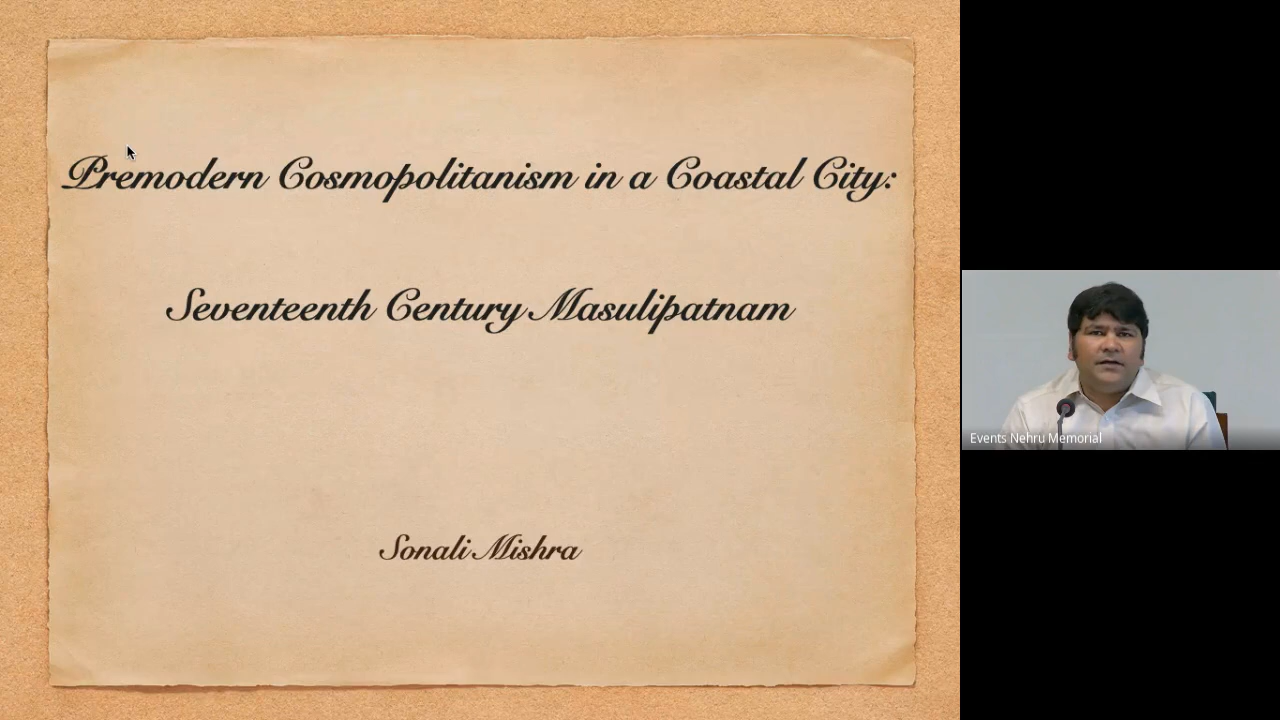 Premodern Cosmopolitanism in a Coastal City:
Seventeenth Century Masulipatnam
Sonali Mishra
Events Nehru Memorial